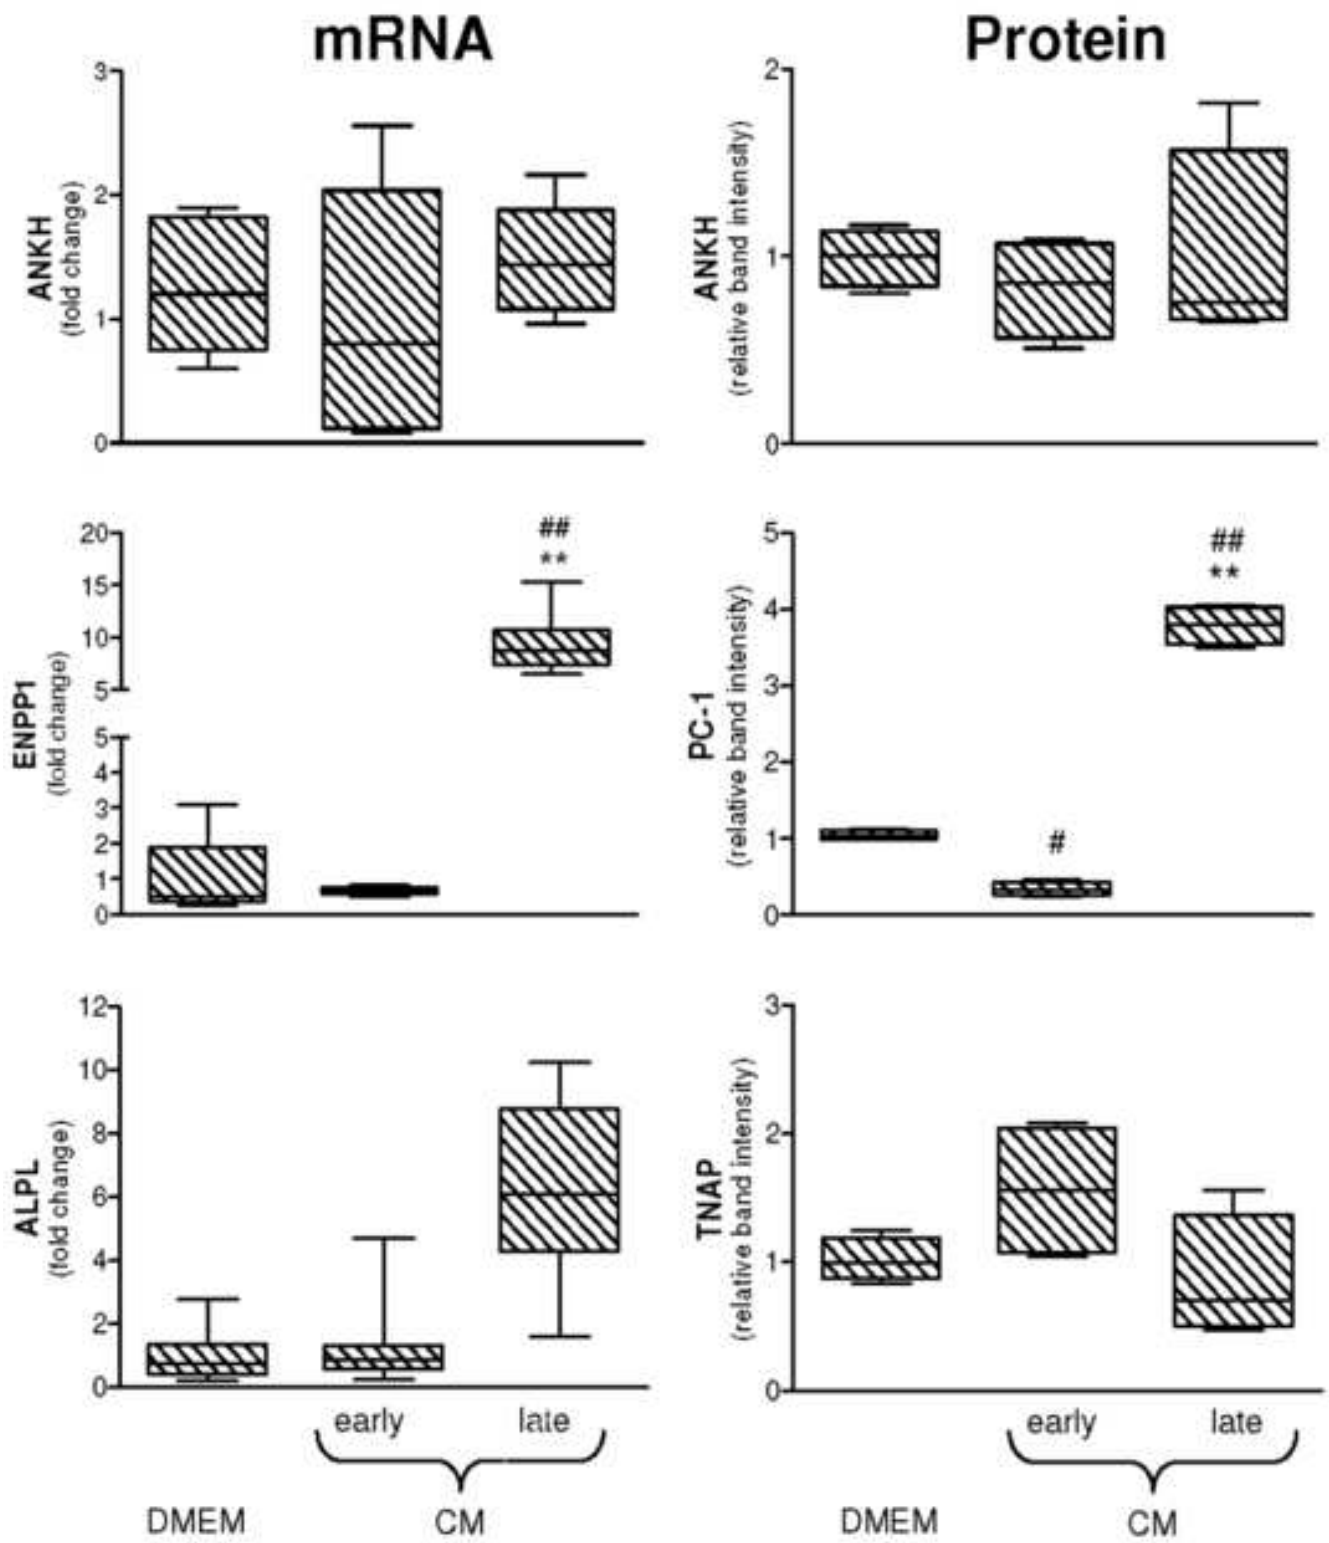 mRNA
Protein
ANKH
(fold change)
3
2
1
0
ANKH
(relative band intensity)
2
1
0
ENPP1
(fold change)
20
15
10
5
5
4
3
2
1
0
##
**
PC-1
(relative band intensity)
5
4
3
2
1
0
#
##
**
ALPL
(fold change)
12
10
8
6
4
2
0
TNAP
(relative band intensity)
3
2
1
0
early late
early late
DMEM CM
DMEM CM